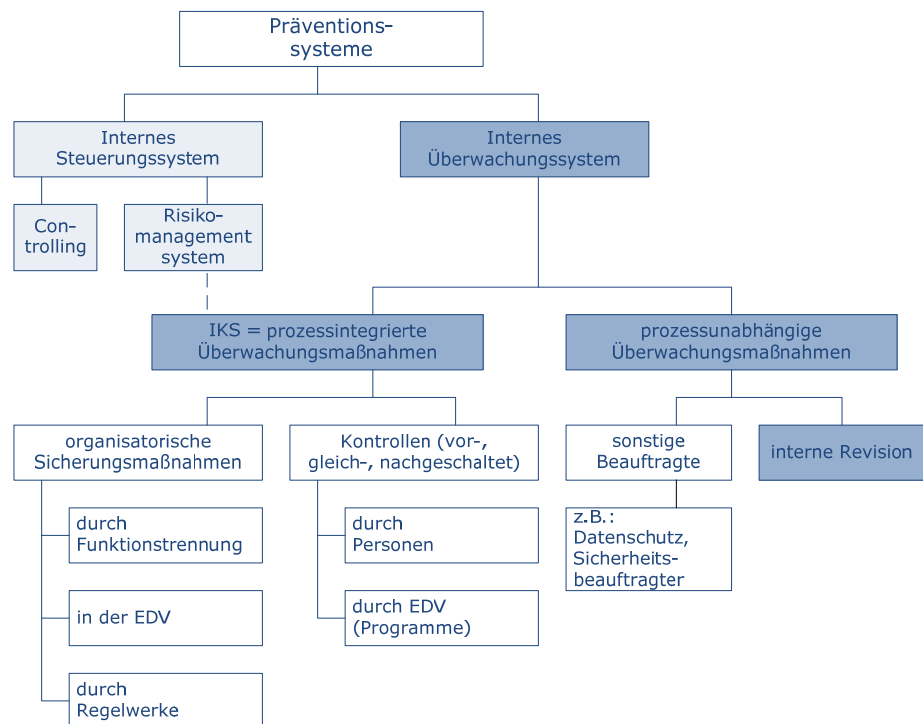 Präventions-
systeme
Internes
Steuerungssystem
Internes
Überwachungssystem
Con-
trolling
Risiko-
management
system
IKS = prozessintegrierte
Überwachungsmaßnahmen
prozessunabhängige
Überwachungsmaßnahmen
organisatorische
Sicherungsmaßnahmen
Kontrollen (vor-,
gleich-, nachgeschaltet)
sonstige
Beauftragte
interne Revision
durch
Funktionstrennung
durch
Personen
z.B.:
Datenschutz,
Sicherheits-
beauftragter
in der EDV
durch EDV
(Programme)
durch
Regelwerke